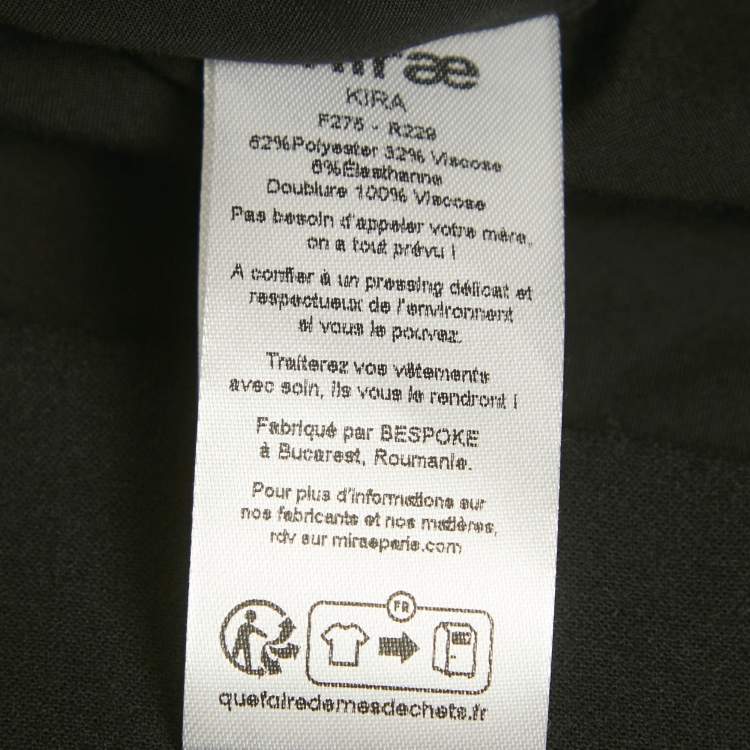 miræ
KIRA
F275 - R229
62%Polyester 32% Viscose
6%Élasthanne
Doublure 100% Viscose
Pas besoin d'appeler votre mère,
on a tout prévu !
A confier à un pressing délicat et
respectueux de l'environnent
si vous le pouvez.
Traiterez vos vêtements
avec soin, ils vous le rendront !
Fabriqué par BESPOKE
à Bucarest, Roumanie.
Pour plus d'informations sur
nos fabricants et nos matières,
rdv sur miraeparis.com
FR
quefairedemesdechets.fr